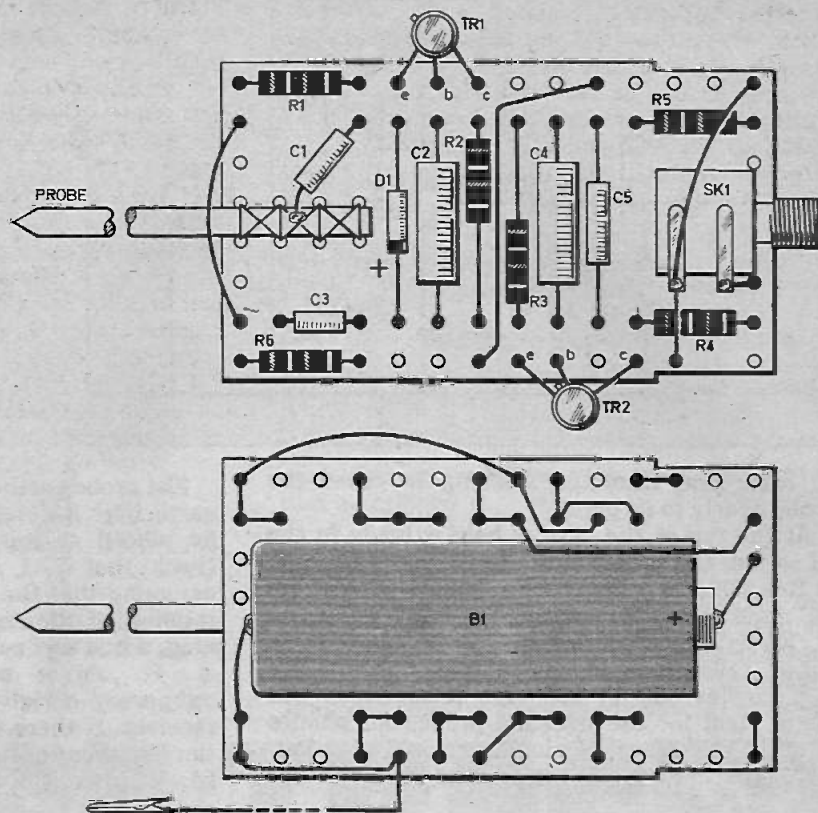 TR1
e b c
R1
R5
C1
R2
C2
C4
D1
C5
SK1
PROBE
+
R3
C3
R6
R4
e b c
TR2
B1 +